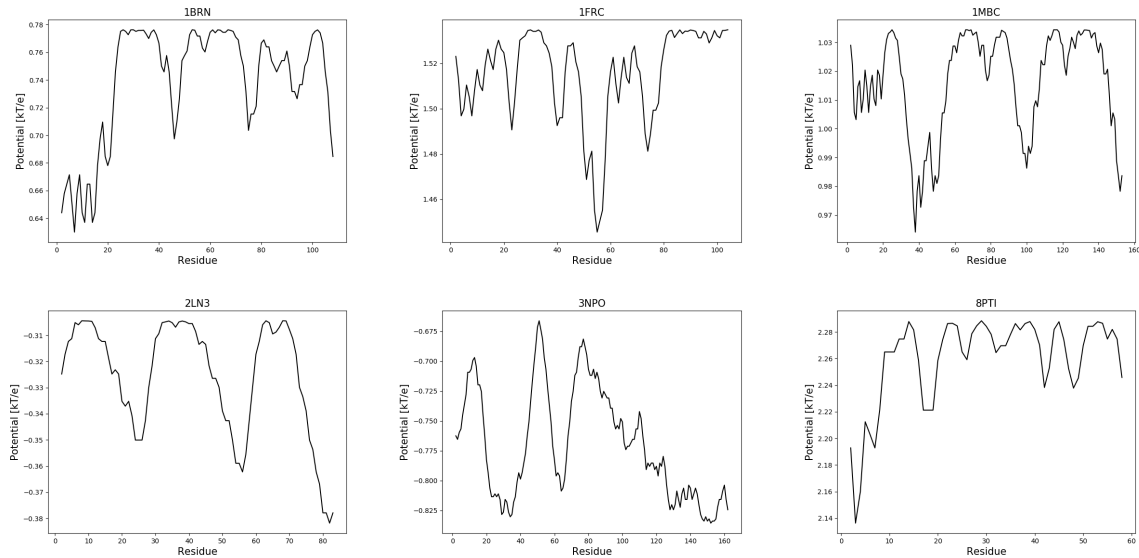 1BRN
Potential [kT/e]
0.78
0.76
0.74
0.72
0.70
0.68
0.66
0.64
0 20 40 60 80 100
Residue
1FRC
Potential [kT/e]
1.52
1.50
1.48
1.46
0 20 40 60 80 100
Residue
1MBC
Potential [kT/e]
1.03
1.02
1.01
1.00
0.99
0.98
0.97
0 20 40 60 80 100 120 140 160
Residue
2LN3
Potential [kT/e]
−0.31
−0.32
−0.33
−0.34
−0.35
−0.36
−0.37
−0.38
0 10 20 30 40 50 60 70 80
Residue
3NPO
Potential [kT/e]
−0.675
−0.700
−0.725
−0.750
−0.775
−0.800
−0.825
0 20 40 60 80 100 120 140 160
Residue
8PTI
Potential [kT/e]
2.28
2.26
2.24
2.22
2.20
2.18
2.16
2.14
0 10 20 30 40 50 60
Residue